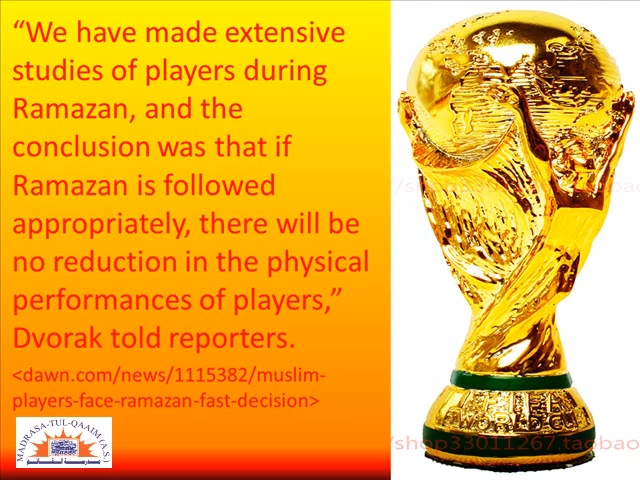 “We have made extensive
studies of players during
Ramazan, and the
conclusion was that if
Ramazan is followed
appropriately, there will be
no reduction in the physical
performances of players,”
Dvorak told reporters.
<dawn.com/news/1115382/muslim-
players-face-ramazan-fast-decision>
MADRASA-TUL-QAAIM (A.S.)
WORLD CUP
/shop33011267.taobao